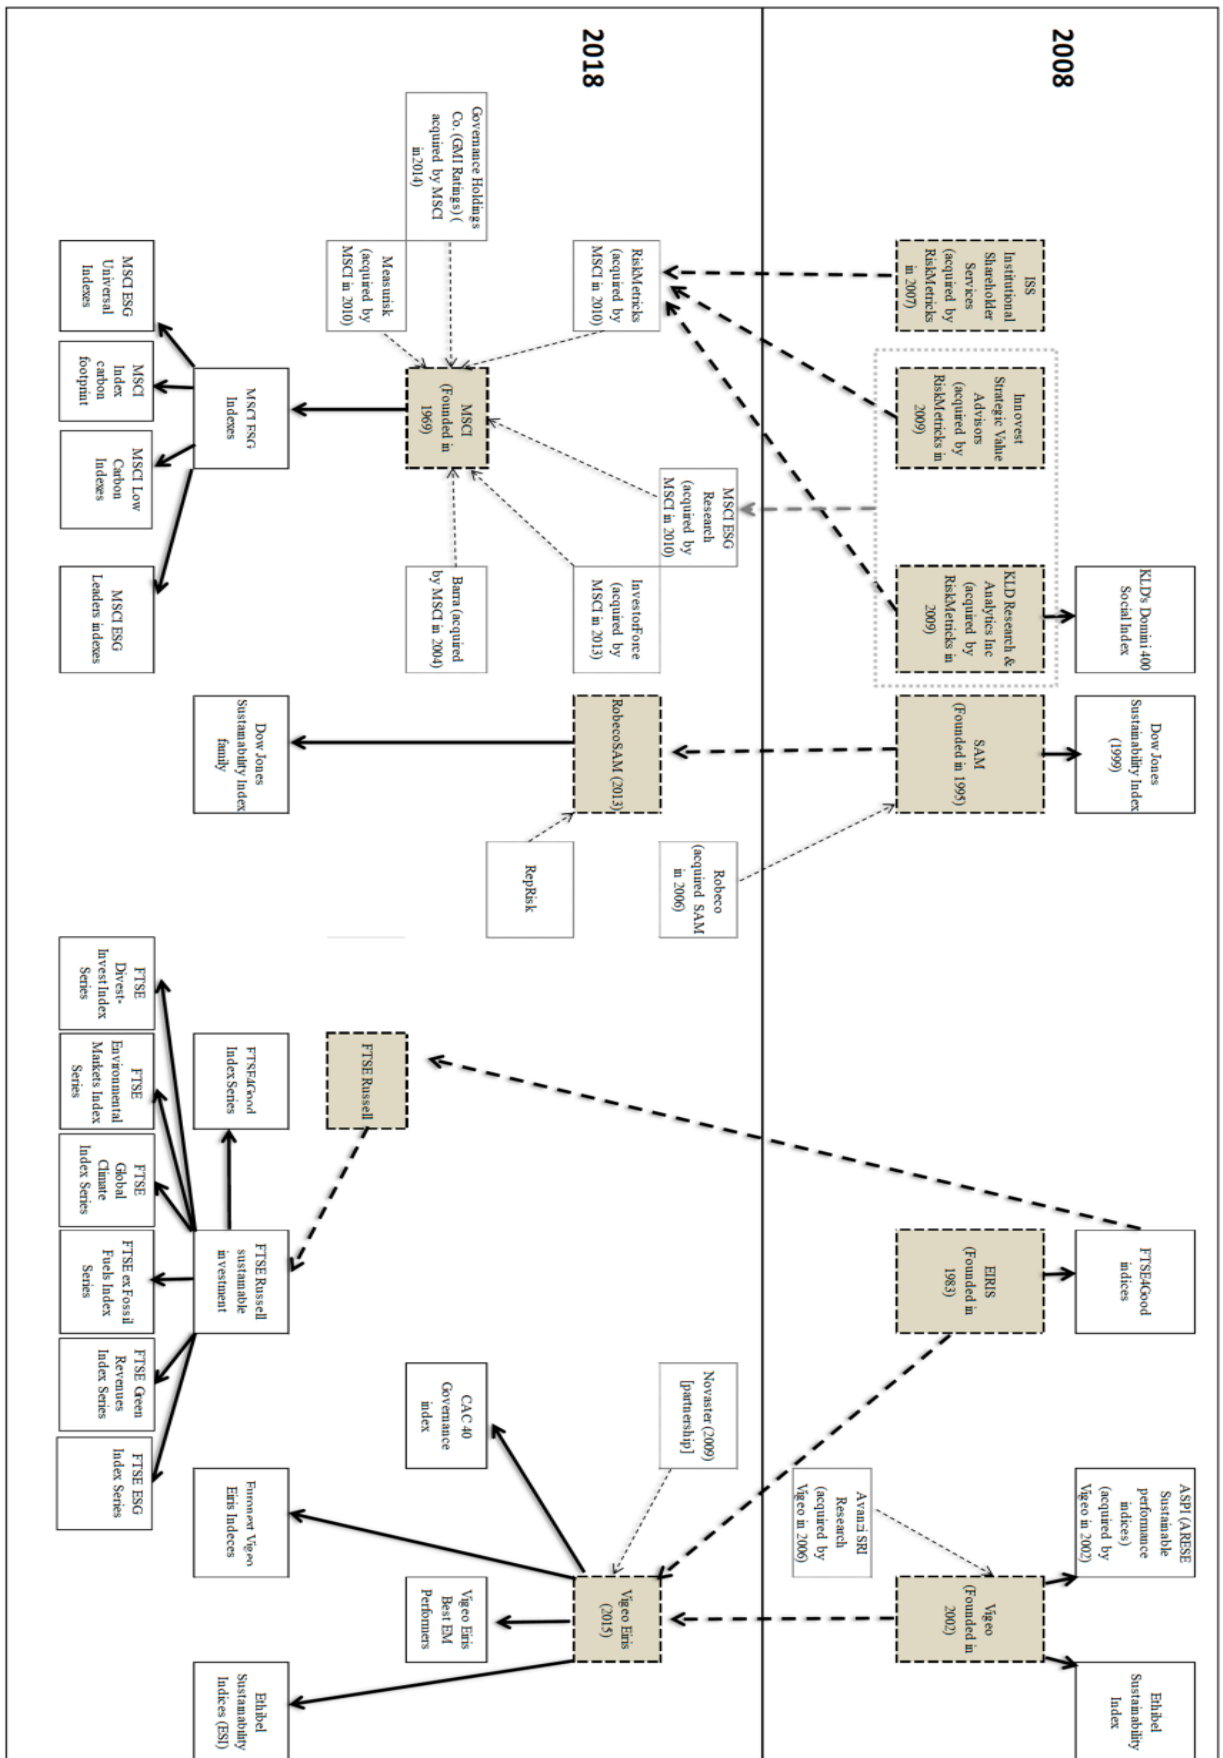 2008
KLD's Domini 400
Social Index
Dow Jones
Sustainability Index
(1999)
FTSE4Good
indices
ASPI (ARESE
Sustainable
performance
indices)
(acquired by
Vigeo in 2002)
Ethibel
Sustainability
Index
ISS
Institutional
Shareholder
Services
(acquired by
RiskMetricks
in 2007)
Innovest
Strategic Value
Advisors
(acquired by
RiskMetricks in
2009)
KLD Research &
Analytics Inc
(acquired by
RiskMetricks in
2009)
SAM
(Founded in 1995)
EIRIS
(Founded in
1983)
Vigeo
(Founded in
2002)
Avanzi SRI
Research
(acquired by
Vigeo in 2006)
2018
MSCI ESG
Research
(acquired by
MSCI in 2010)
Robeco
(acquired SAM
in 2006)
Novaster (2009)
[partnership]
RiskMetricks
(acquired by
MSCI in 2010)
InvestorForce
(acquired by
MSCI in 2013)
RobecoSAM (2013)
Vigeo Eiris
(2015)
RepRisk
Governance Holdings
Co. (GMI Ratings) (
acquired by MSCI
in2014)
MSCI
(Founded in
1969)
Barra (acquired
by MSCI in 2004)
CAC 40
Governance
index
Vigeo Eiris
Best EM
Performers
Measurisk
(acquired by
MSCI in 2010)
FTSE Russell
MSCI ESG
Indexes
Dow Jones
Sustainability Index
family
FTSE4Good
Index Series
FTSE Russell
sustainable
investment
Euronext Vigeo
Eiris Indeces
Ethibel
Sustainability
Indices (ESI)
MSCI ESG
Universal
Indexes
MSCI
Index
carbon
footprint
MSCI Low
Carbon
Indexes
MSCI ESG
Leaders indexes
FTSE
Divest-
Invest Index
Series
FTSE
Environmental
Markets Index
Series
FTSE
Global
Climate
Index Series
FTSE ex Fossil
Fuels Index
Series
FTSE Green
Revenues
Index Series
FTSE ESG
Index Series